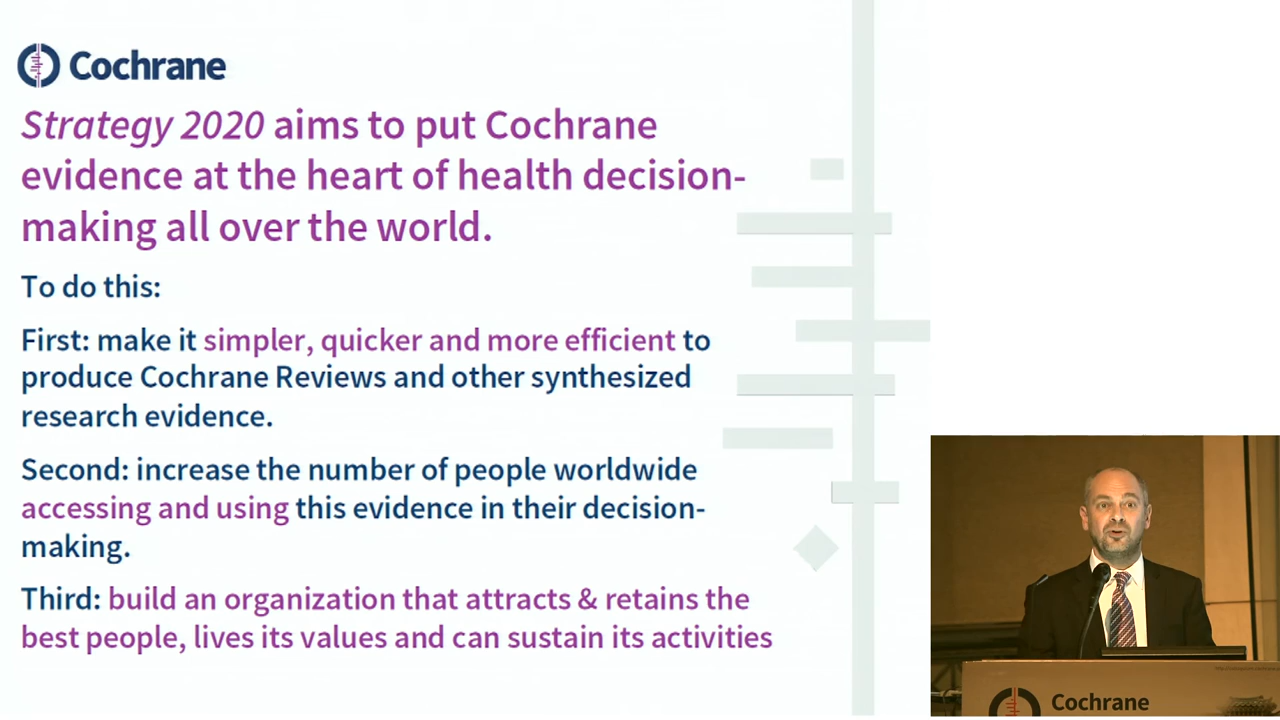 Cochrane
Strategy 2020 aims to put Cochrane
evidence at the heart of health decision-
making all over the world.
To do this:
First: make it simpler, quicker and more efficient to
produce Cochrane Reviews and other synthesized
research evidence.
Second: increase the number of people worldwide
accessing and using this evidence in their decision-
making.
Third: build an organization that attracts & retains the
best people, lives its values and can sustain its activities
Cochrane